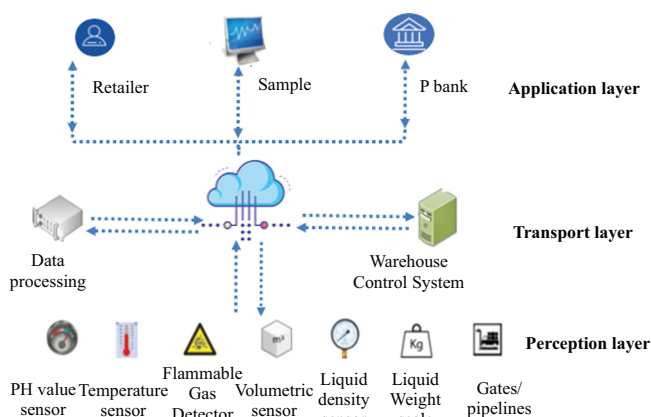 Retailer
Sample
P bank
Application layer
Data
processing
Warehouse
Control System
Transport layer
m³
Kg
Perception layer
PH value
sensor
Temperature
sensor
Flammable
Gas
Detector
Volumetric
sensor
Liquid
density
Liquid
Weight
Gates/
pipelines